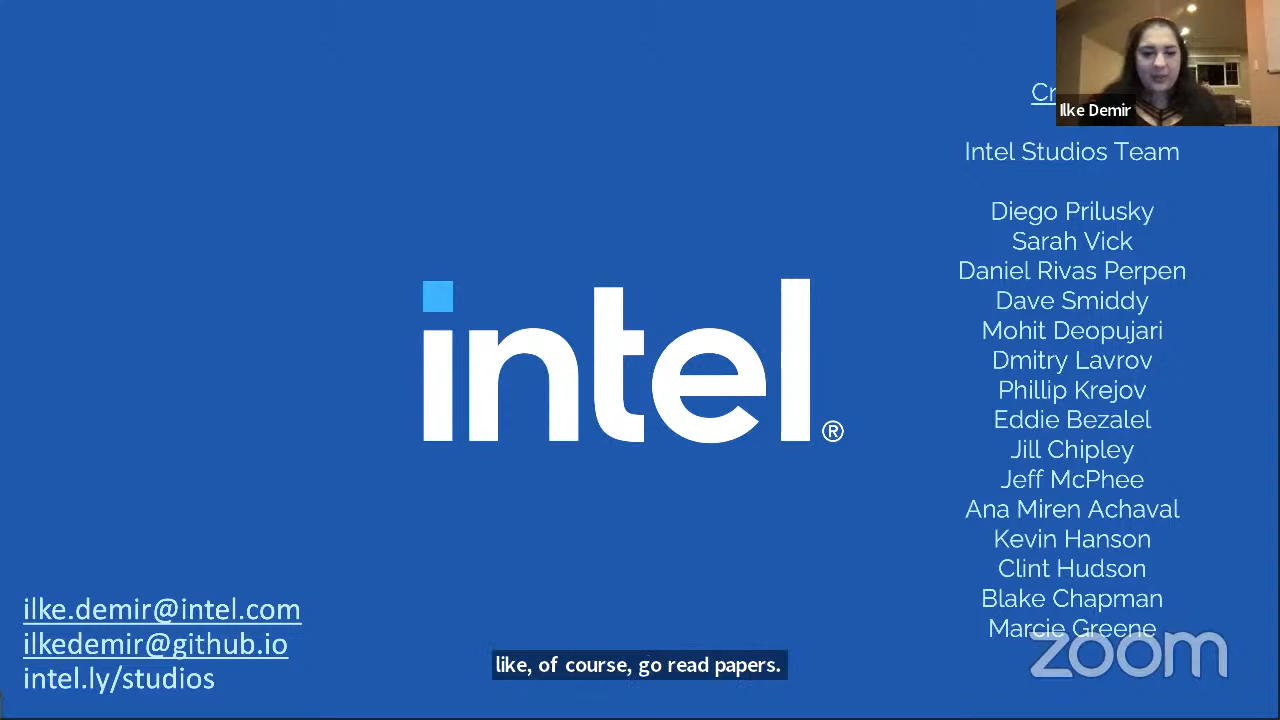 Ilke Demir
Intel Studios Team
Diego Prilusky
Sarah Vick
Daniel Rivas Perpen
Dave Smiddy
Mohit Deopujari
Dmitry Lavrov
Phillip Krejov
Eddie Bezalel
Jill Chipley
Jeff McPhee
Ana Miren Achaval
Kevin Hanson
Clint Hudson
Blake Chapman
Marcie Greene
intel®
ilke.demir@intel.com
ilkedemir@github.io
intel.ly/studios
like, of course, go read papers.
zoom